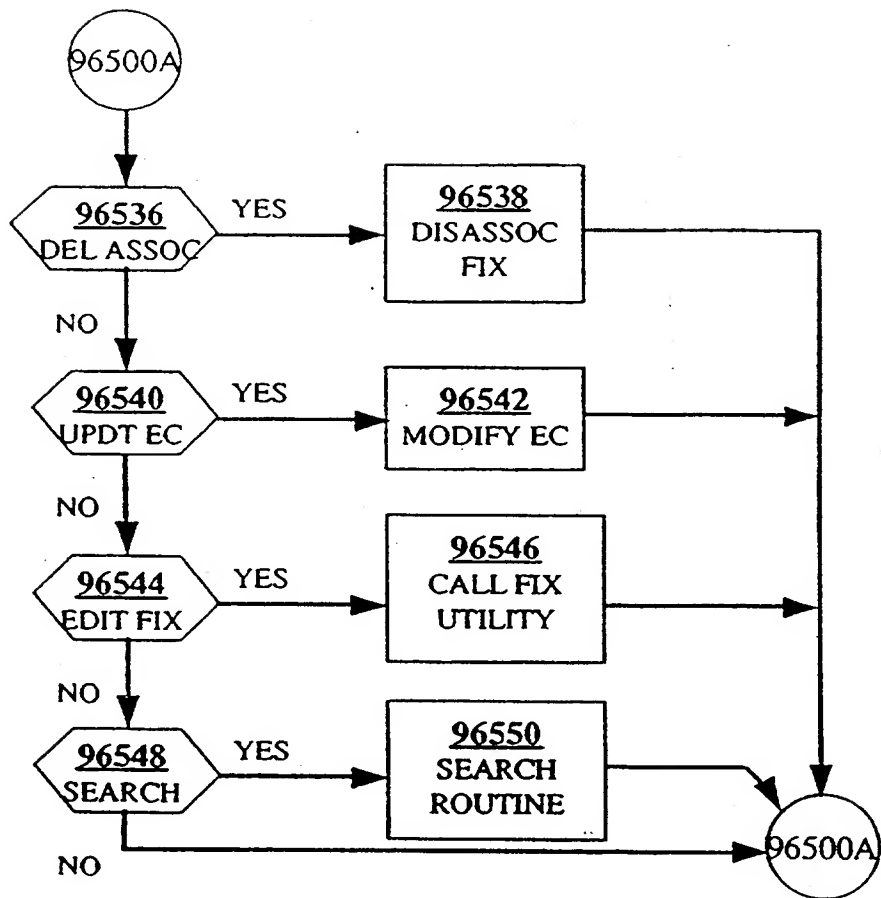 96500A
96536
DEL ASSOC
YES
96538
DISASSOC
FIX
NO
96540
UPDT EC
YES
96542
MODIFY EC
NO
96544
EDIT FIX
YES
96546
CALL FIX
UTILITY
NO
96548
SEARCH
YES
96550
SEARCH
ROUTINE
NO
96500A